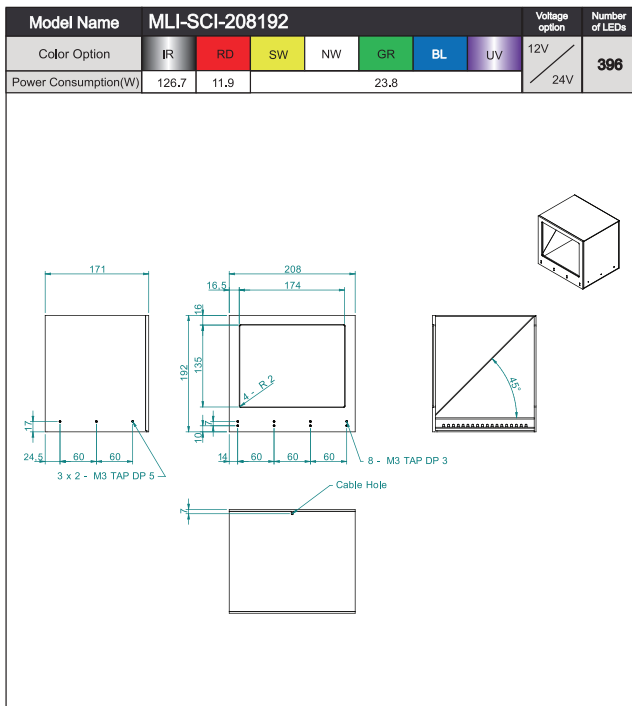 Model Name MLI-SCI-208192 Voltage option Number of LEDs
Color Option IR RD SW NW GR BL UV 12V 24V 396
Power Consumption(W) 126.7 11.9 23.8
171
208
16.5 174
16
192
135
4 - R 2
45°
17
7
10
24.5 60 60
14 60 60 60
8 - M3 TAP DP 3
3 x 2 - M3 TAP DP 5
Cable Hole
7